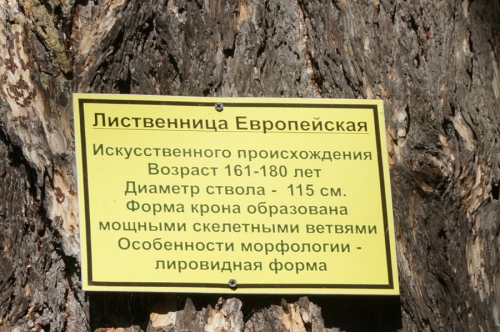 Лиственница Европейская
Искусственного происхождения
Возраст 161-180 лет
Диаметр ствола - 115 см.
Форма крона образована
мощными скелетными ветвями
Особенности морфологии -
лировидная форма